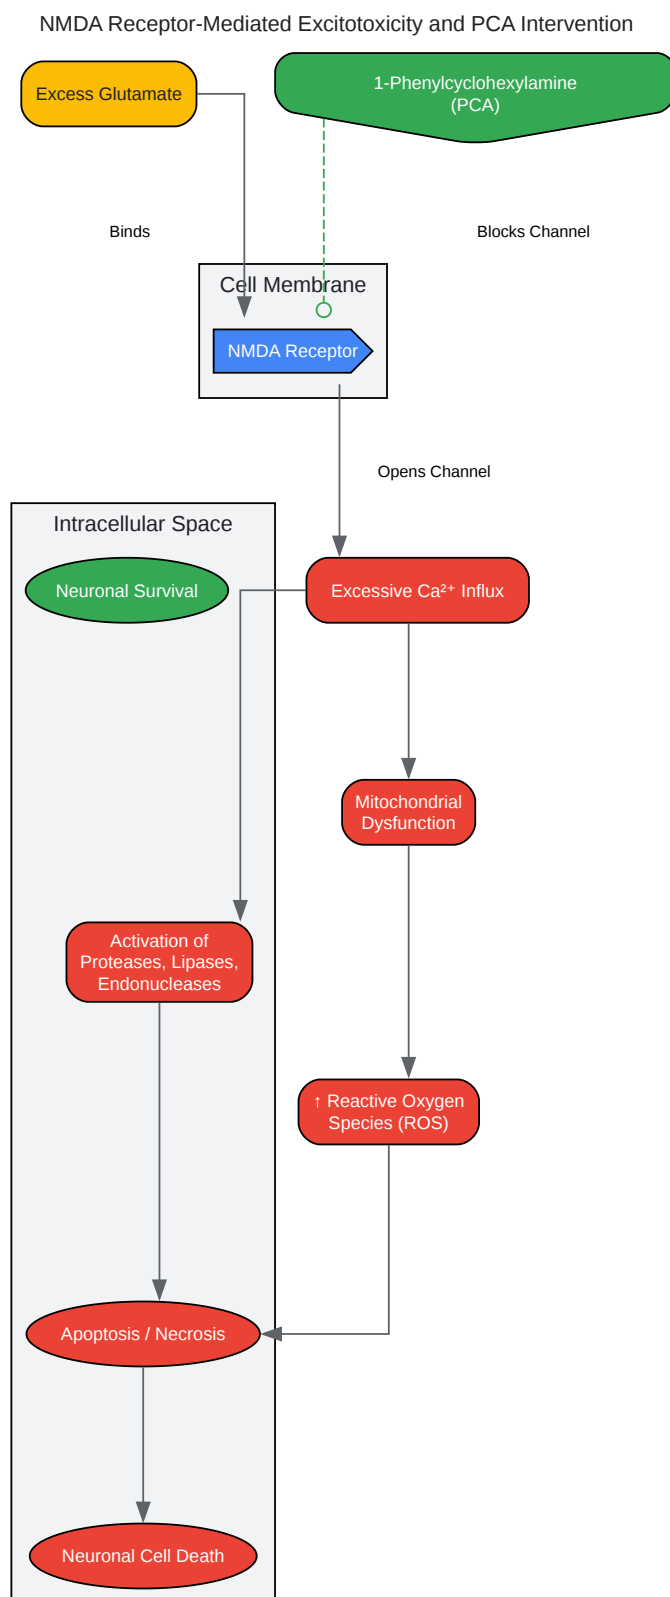 NMDA Receptor-Mediated Excitotoxicity and PCA Intervention
Excess Glutamate
1-Phenylcyclohexylamine
(PCA)
Binds
Blocks Channel
Cell Membrane
NMDA Receptor
Opens Channel
Intracellular Space
Neuronal Survival
Excessive Ca²⁺ Influx
Mitochondrial
Dysfunction
Activation of
Proteases, Lipases,
Endonucleases
↑ Reactive Oxygen
Species (ROS)
Apoptosis / Necrosis
Neuronal Cell Death